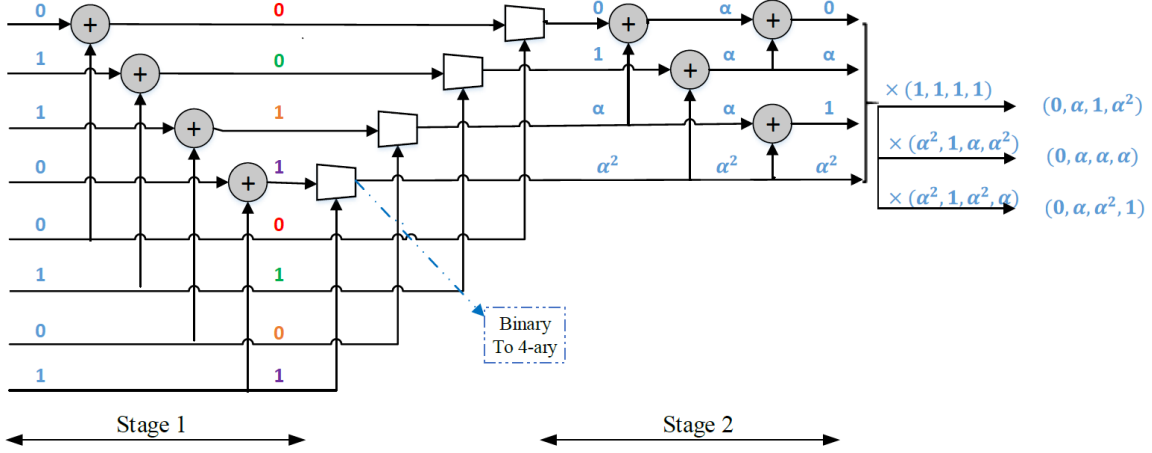 0 0 0 α 0
+ + +
1 0 1 α α
+ +
× (1, 1, 1, 1)
1 1 α α 1 (0, α, 1, α²)
+ +
× (α², 1, α, α²)
0 1 α² α² α² (0, α, α, α)
+
× (α², 1, α², α)
0 0 (0, α, α², 1)
1 1
0 0
Binary
To 4-ary
1 1
Stage 1 Stage 2